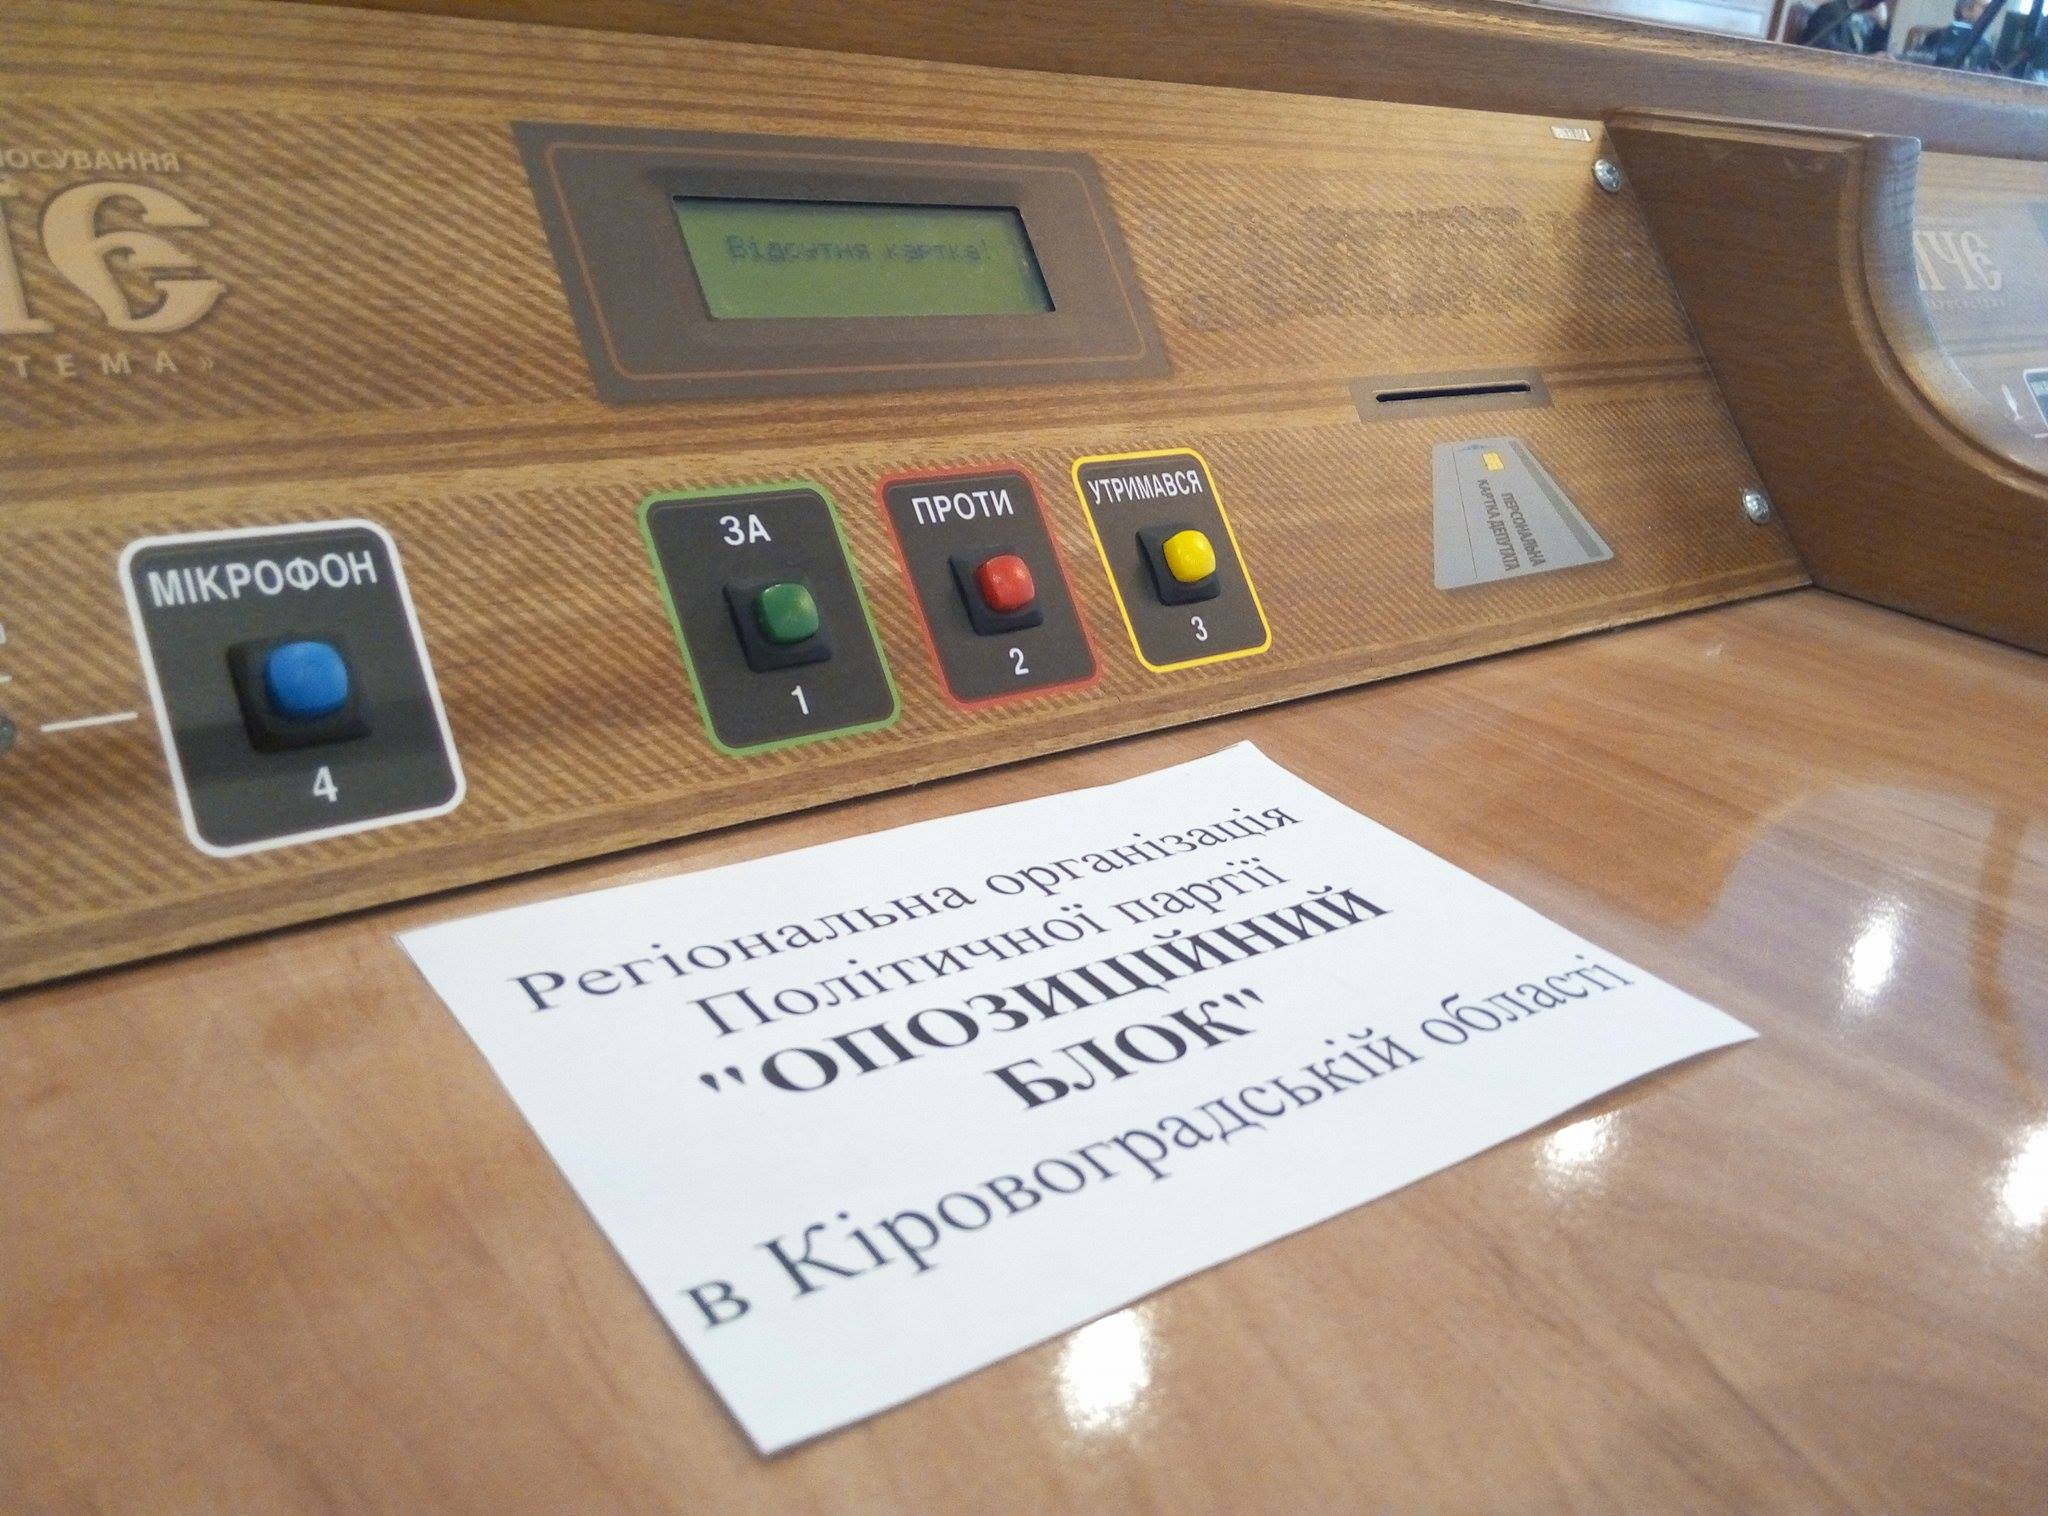 Відсутня картка!
МІКРОФОН
4
ЗА
1
ПРОТИ
2
УТРИМАВСЯ
3
ПЕРСОНАЛЬНА
КАРТКА ДЕПУТАТА
Регіональна організація
Політичної партії
"ОПОЗИЦІЙНИЙ
БЛОК"
в Кіровоградській області